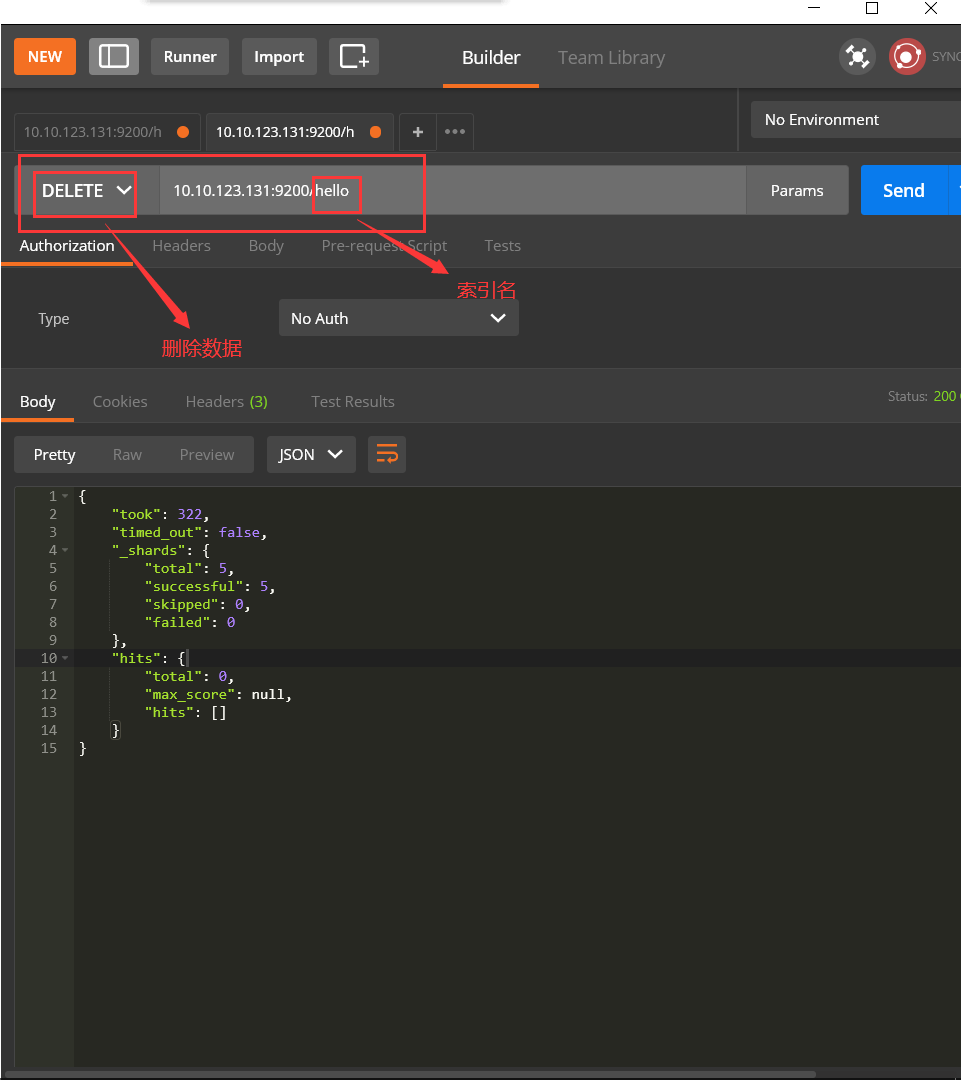 NEW
Runner
Import
Builder
Team Library
SYNC
10.10.123.131:9200/h
10.10.123.131:9200/h
+
•••
No Environment
DELETE
10.10.123.131:9200/hello
Params
Send
Authorization
Headers
Body
Pre-request Script
Tests
索引名
Type
No Auth
删除数据
Body
Cookies
Headers (3)
Test Results
Status: 200
Pretty
Raw
Preview
JSON
1 {
2 "took": 322,
3 "timed_out": false,
4 "_shards": {
5 "total": 5,
6 "successful": 5,
7 "skipped": 0,
8 "failed": 0
9 },
10 "hits": {
11 "total": 0,
12 "max_score": null,
13 "hits": []
14 }
15 }